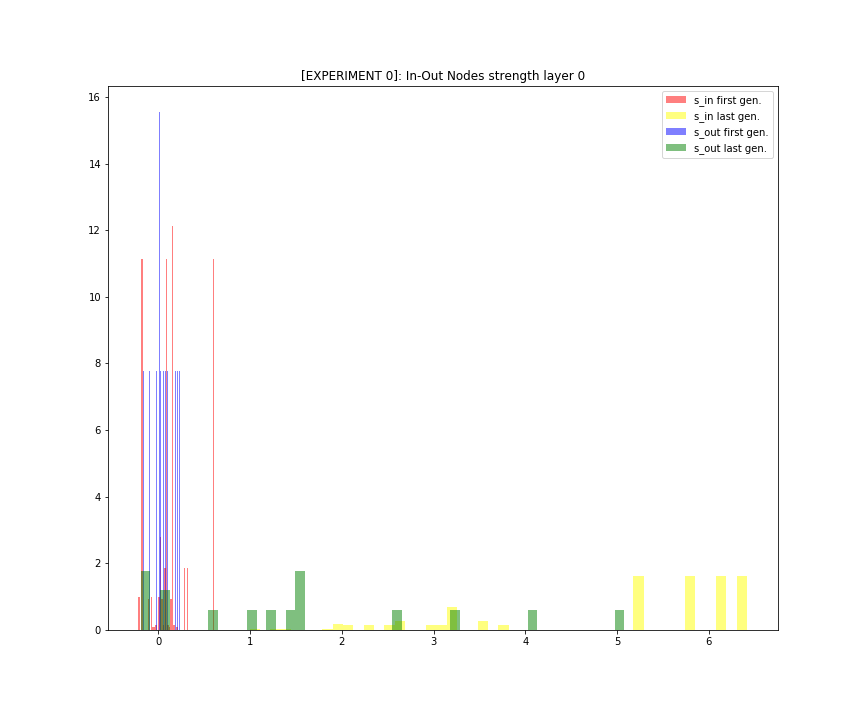 [EXPERIMENT 0]: In-Out Nodes strength layer 0
s_in first gen.
s_in last gen.
s_out first gen.
s_out last gen.
16
14
12
10
8
6
4
2
0
0 1 2 3 4 5 6